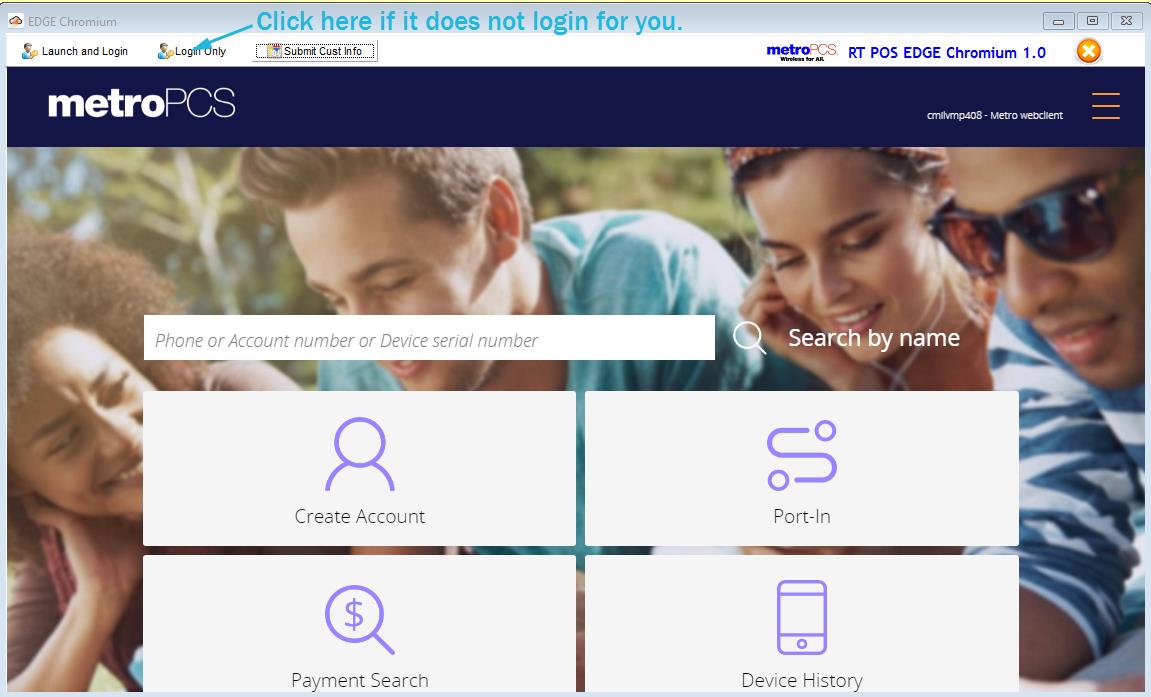 EDGE Chromium
Click here if it does not login for you.
Launch and Login
Login Only
Submit Cust Info
metroPCS.
Wireless for All.
RT POS EDGE Chromium 1.0
metroPCS
cmilvmp408 - Metro webclient
Phone or Account number or Device serial number
Search by name
Create Account
Port-In
Payment Search
Device History